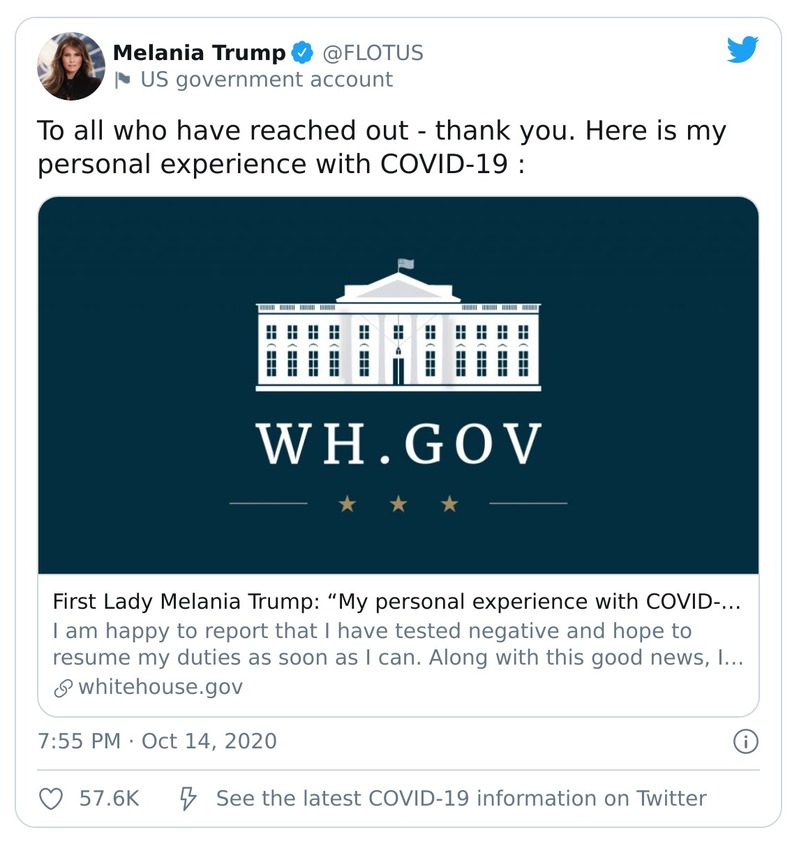 Melania Trump @FLOTUS
US government account
To all who have reached out - thank you. Here is my
personal experience with COVID-19 :
WH.GOV
First Lady Melania Trump: “My personal experience with COVID-...
I am happy to report that I have tested negative and hope to
resume my duties as soon as I can. Along with this good news, I...
whitehouse.gov
7:55 PM · Oct 14, 2020
57.6K See the latest COVID-19 information on Twitter